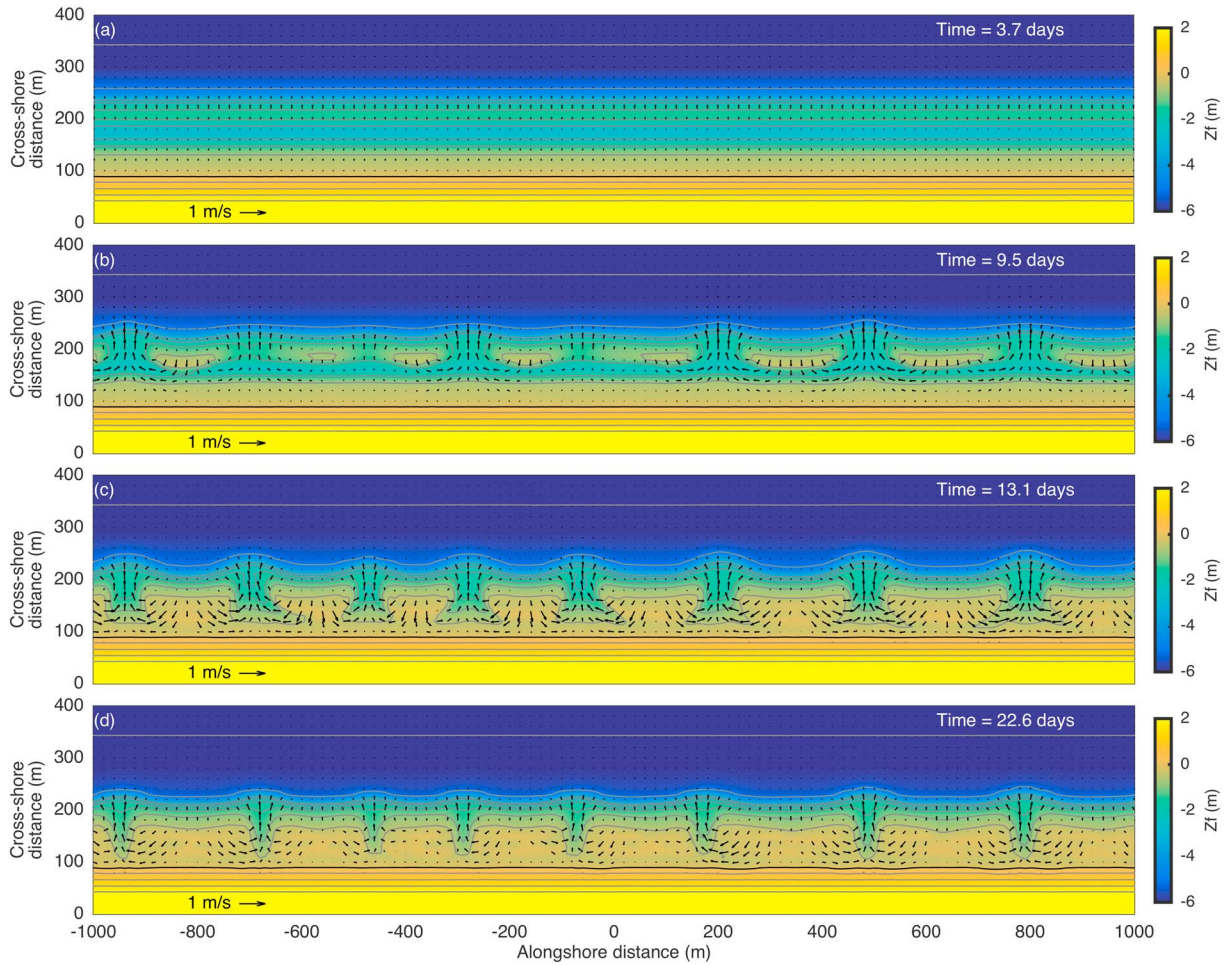 400
(a)
Time = 3.7 days
300
200
100
0
1 m/s
Cross-shore
distance (m)
2
0
-2
-4
-6
Zf (m)
400
(b)
Time = 9.5 days
300
200
100
0
1 m/s
Cross-shore
distance (m)
2
0
-2
-4
-6
Zf (m)
400
(c)
Time = 13.1 days
300
200
100
0
1 m/s
Cross-shore
distance (m)
2
0
-2
-4
-6
Zf (m)
400
(d)
Time = 22.6 days
300
200
100
0
1 m/s
Cross-shore
distance (m)
2
0
-2
-4
-6
Zf (m)
-1000 -800 -600 -400 -200 0 200 400 600 800 1000
Alongshore distance (m)